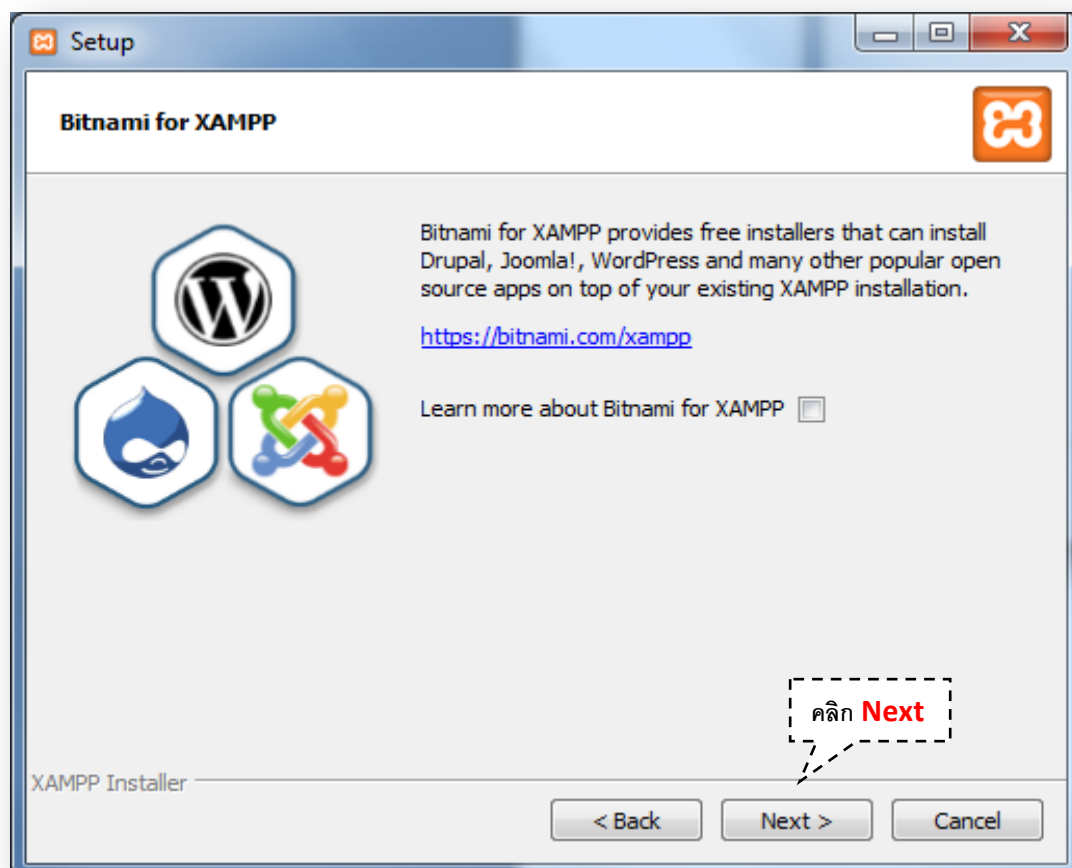 Setup
Bitnami for XAMPP
Bitnami for XAMPP provides free installers that can install
Drupal, Joomla!, WordPress and many other popular open
source apps on top of your existing XAMPP installation.
https://bitnami.com/xampp
Learn more about Bitnami for XAMPP
คลิก Next
XAMPP Installer
< Back
Next >
Cancel